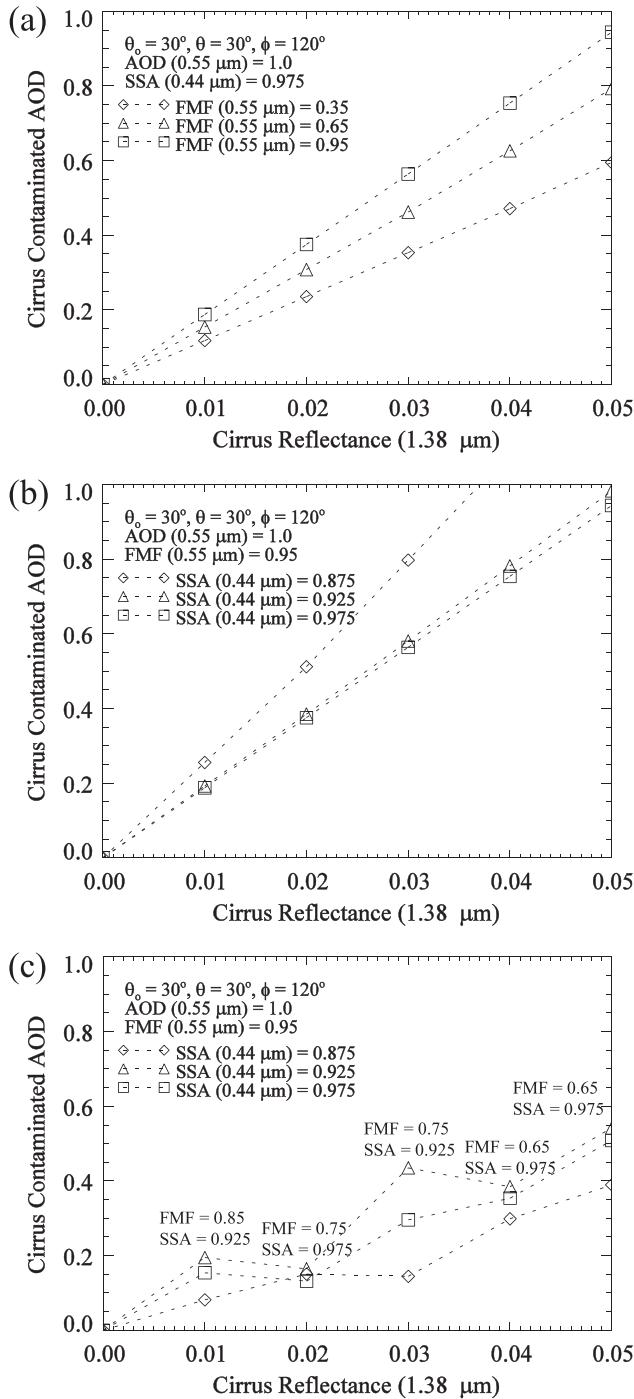 (a)
1.0
0.8
0.6
0.4
0.2
0.0
Cirrus Contaminated AOD
θo = 30°, θ = 30°, ϕ = 120°
AOD (0.55 μm) = 1.0
SSA (0.44 μm) = 0.975
FMF (0.55 μm) = 0.35
FMF (0.55 μm) = 0.65
FMF (0.55 μm) = 0.95
0.00 0.01 0.02 0.03 0.04 0.05
Cirrus Reflectance (1.38 μm)
(b)
1.0
0.8
0.6
0.4
0.2
0.0
Cirrus Contaminated AOD
θo = 30°, θ = 30°, ϕ = 120°
AOD (0.55 μm) = 1.0
FMF (0.55 μm) = 0.95
SSA (0.44 μm) = 0.875
SSA (0.44 μm) = 0.925
SSA (0.44 μm) = 0.975
0.00 0.01 0.02 0.03 0.04 0.05
Cirrus Reflectance (1.38 μm)
(c)
1.0
0.8
0.6
0.4
0.2
0.0
Cirrus Contaminated AOD
θo = 30°, θ = 30°, ϕ = 120°
AOD (0.55 μm) = 1.0
FMF (0.55 μm) = 0.95
SSA (0.44 μm) = 0.875
SSA (0.44 μm) = 0.925
SSA (0.44 μm) = 0.975
FMF = 0.85
SSA = 0.925
FMF = 0.75
SSA = 0.975
FMF = 0.75
SSA = 0.925
FMF = 0.65
SSA = 0.975
FMF = 0.65
SSA = 0.975
0.00 0.01 0.02 0.03 0.04 0.05
Cirrus Reflectance (1.38 μm)